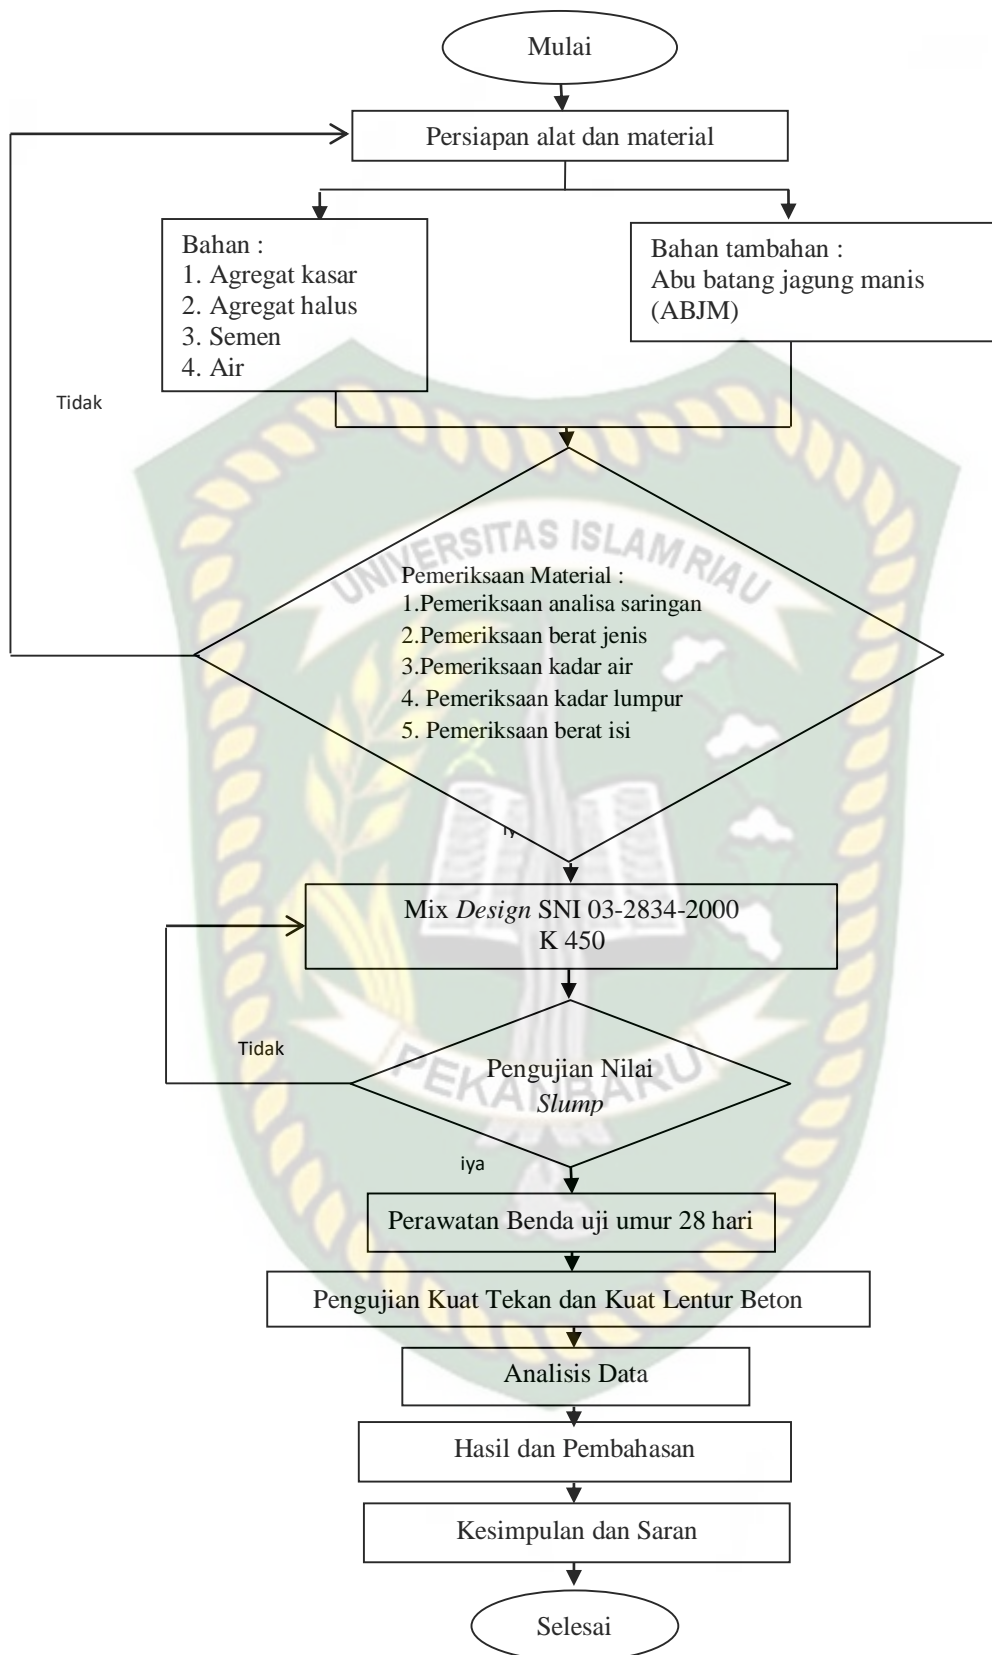 Mulai
Persiapan alat dan material
Bahan :
1. Agregat kasar
2. Agregat halus
3. Semen
4. Air
Bahan tambahan :
Abu batang jagung manis
(ABJM)
Tidak
UNIVERSITAS ISLAM RIAU
Pemeriksaan Material :
1.Pemeriksaan analisa saringan
2.Pemeriksaan berat jenis
3.Pemeriksaan kadar air
4. Pemeriksaan kadar lumpur
5. Pemeriksaan berat isi
Mix Design SNI 03-2834-2000
K 450
Tidak
Pengujian Nilai
Slump
PEKANBARU
iya
Perawatan Benda uji umur 28 hari
Pengujian Kuat Tekan dan Kuat Lentur Beton
Analisis Data
Hasil dan Pembahasan
Kesimpulan dan Saran
Selesai